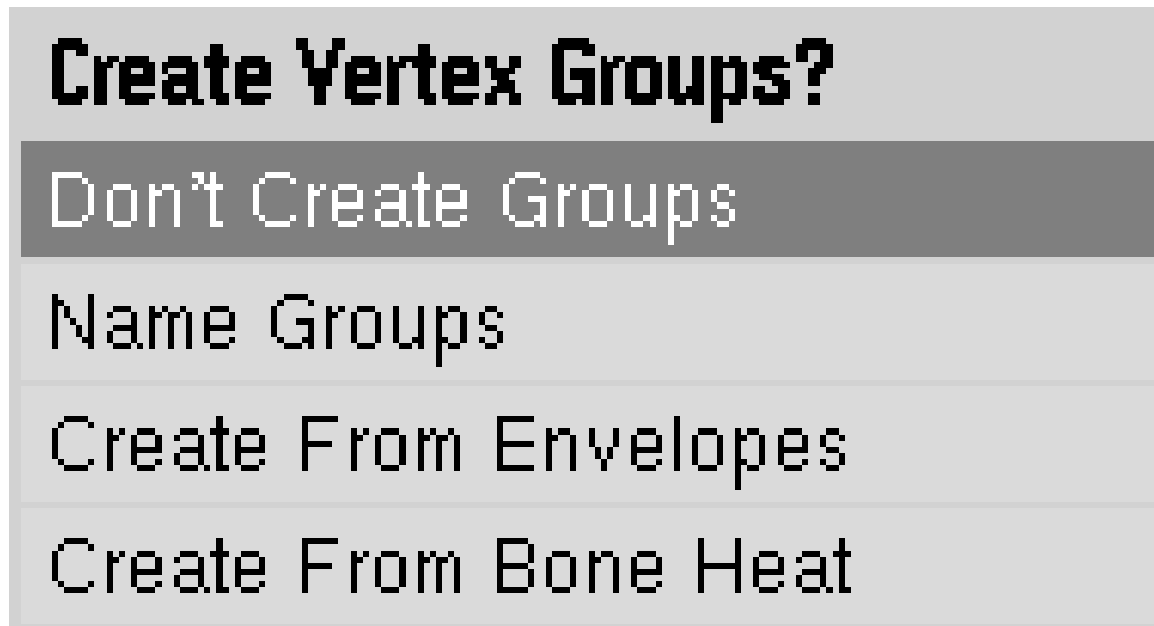 Create Vertex Groups?
Don't Create Groups
Name Groups
Create From Envelopes
Create From Bone Heat